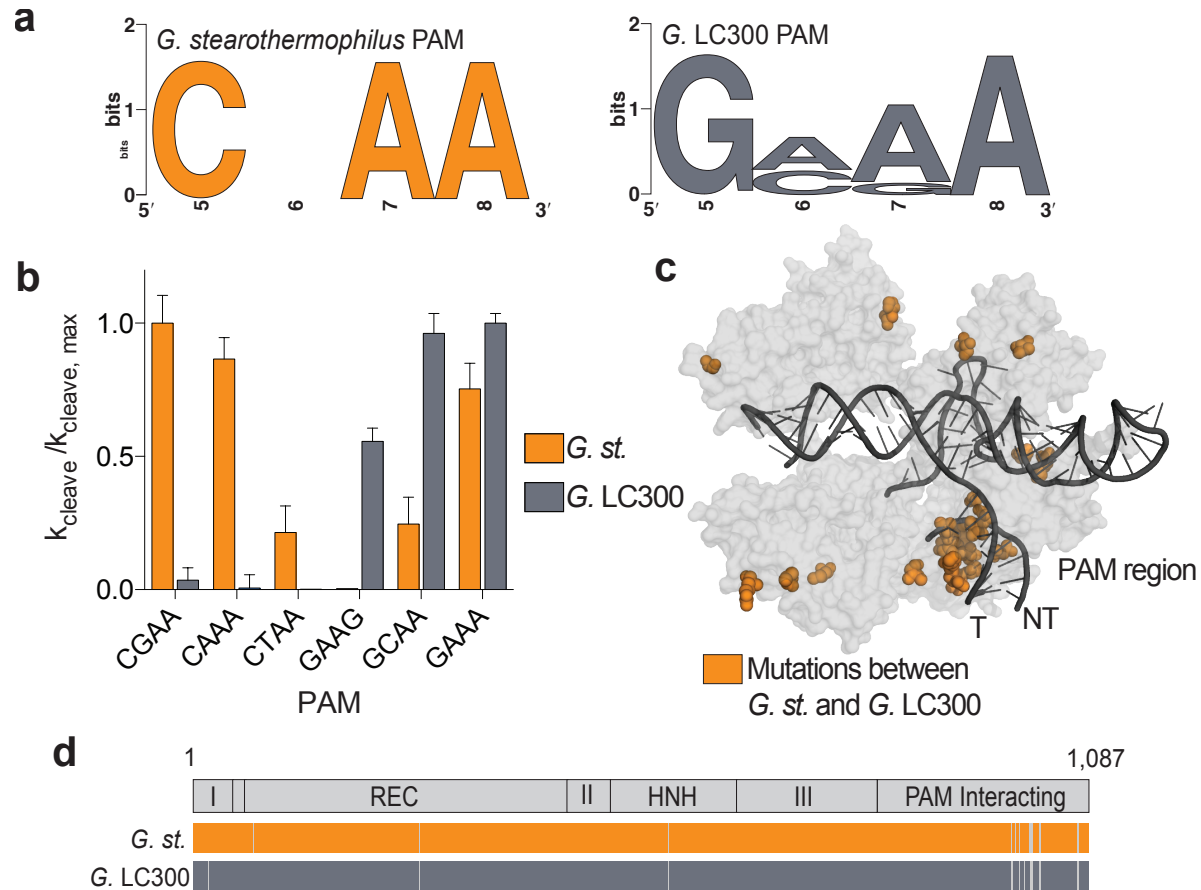 a
G. stearothermophilus PAM
2
1
0
bits
bits
C A A
5′ 5 6 7 8 3′
G. LC300 PAM
2
1
0
bits
G A C A G A
5′ 5 6 7 8 3′
b
k cleave /k cleave, max
1.0
0.5
0.0
CGAA CAAA CTAA GAAG GCAA GAAA
PAM
G. st.
G. LC300
c
PAM region
T NT
Mutations between
G. st. and G. LC300
d
1 1,087
I REC II HNH III PAM Interacting
G. st.
G. LC300